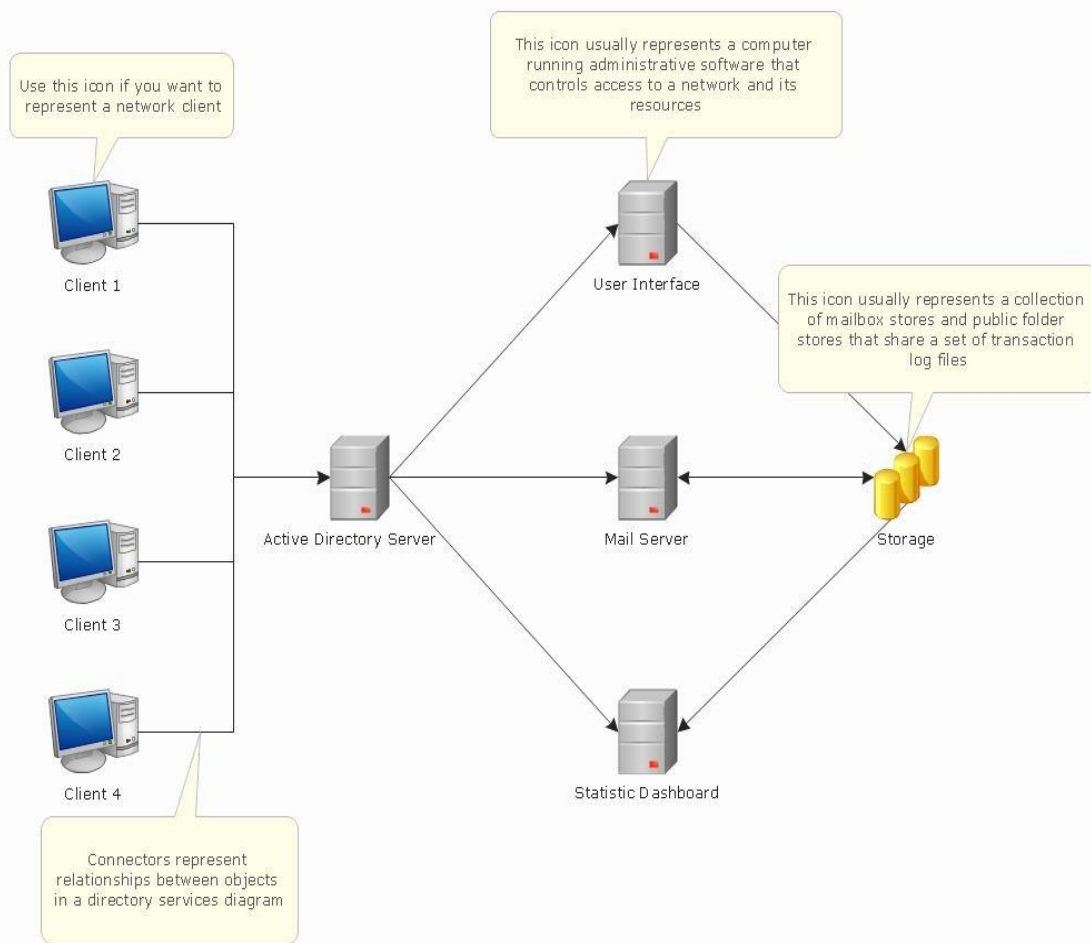 Use this icon if you want to
represent a network client
This icon usually represents a computer
running administrative software that
controls access to a network and its
resources
Client 1
User Interface
This icon usually represents a collection
of mailbox stores and public folder
stores that share a set of transaction
log files
Client 2
Active Directory Server
Mail Server
Storage
Client 3
Client 4
Statistic Dashboard
Connectors represent
relationships between objects
in a directory services diagram